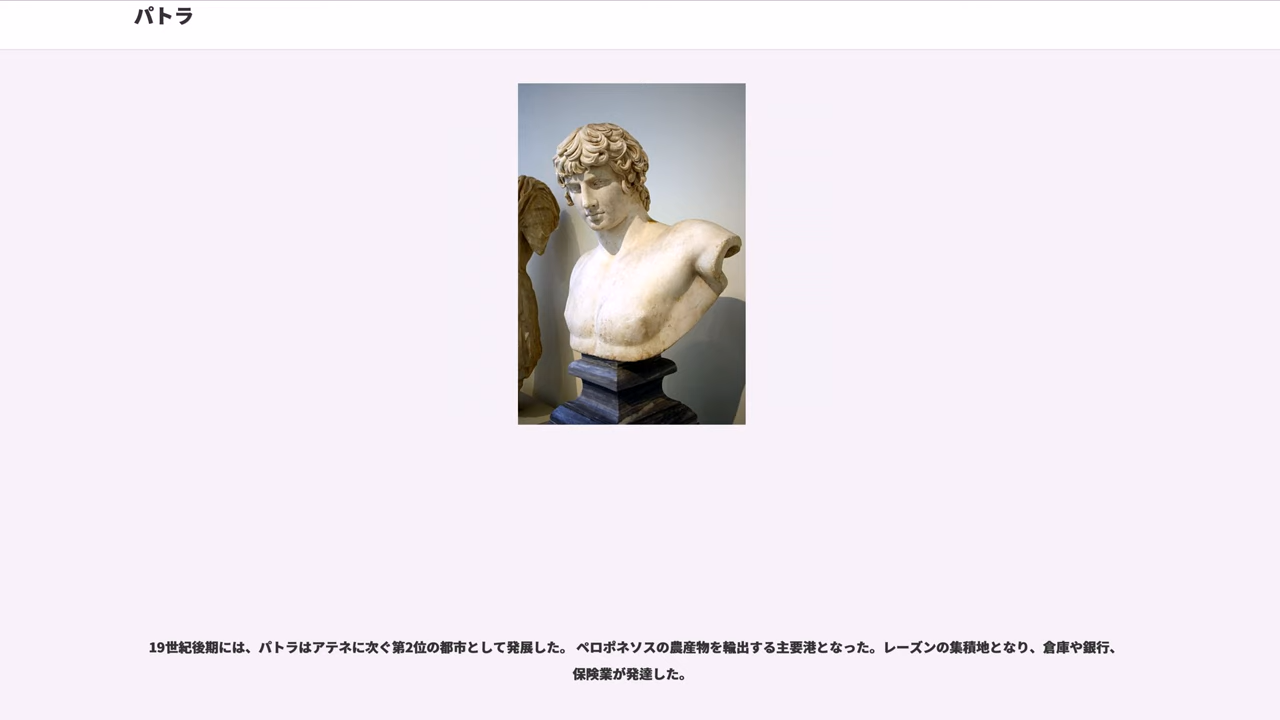 パトラ
19世紀後期には、パトラはアテネに次ぐ第2位の都市として発展した。 ペロポネソスの農産物を輸出する主要港となった。レーズンの集積地となり、倉庫や銀行、
保険業が発達した。